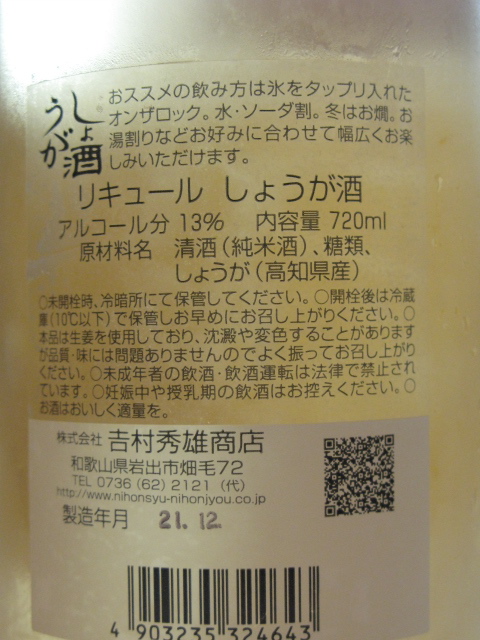 しょうが酒
おススメの飲み方は氷をタップリ入れた
オンザロック。水・ソーダ割。冬はお燗。お
湯割りなどお好みに合わせて幅広くお楽
しみいただけます。
リキュール しょうが酒
アルコール分 13% 内容量 720ml
原材料名 清酒(純米酒)、糖類、
しょうが(高知県産)
○未開栓時、冷暗所にて保管してください。○開栓後は冷蔵
庫(10℃以下)で保管しお早めにお召し上がりください。○
本品は生姜を使用しており、沈澱や変色することがあります
が品質・味には問題ありませんのでよく振ってお召し上がり
ください。○未成年者の飲酒・飲酒運転は法律で禁止され
ています。○妊娠中や授乳期の飲酒はお控えください。○
お酒はおいしく適量を。
株式会社 吉村秀雄商店
和歌山県岩出市畑毛72
TEL 0736 (62) 2121 (代)
http://www.nihonsyu-nihonjyou.co.jp
製造年月 21.12
4 903235 324643